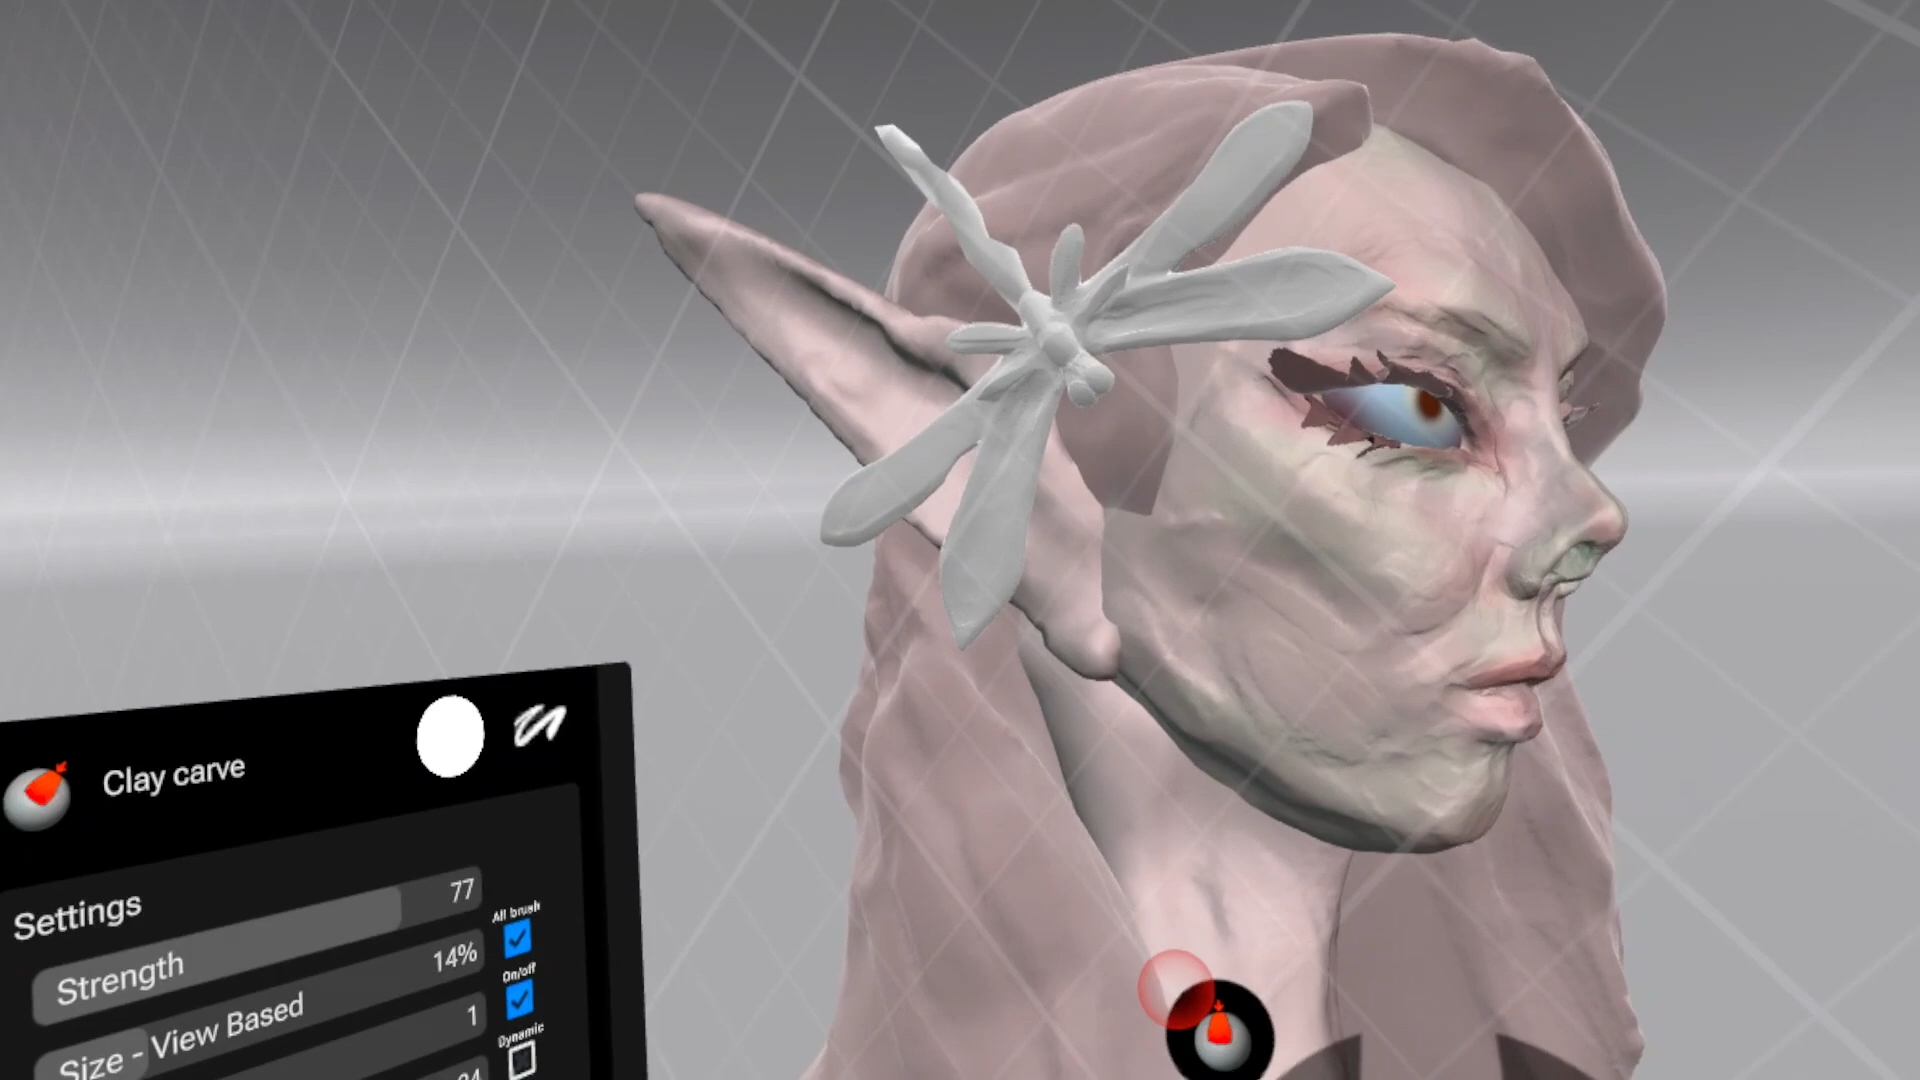 Clay carve
Settings
Strength 77
All brush
Size - View Based 14%
On/off
1
Dynamic